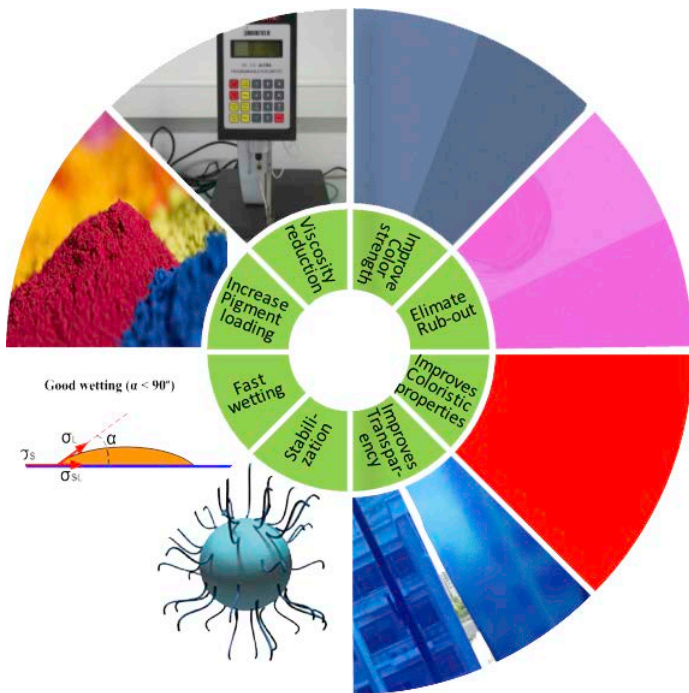 Viscosity
reduction
Improve
Color
strength
Increase
Pigment
loading
Elimate
Rub-out
Fast
wetting
Improves
Coloristic
properties
Stabili-
zation
Improves
Transpar-
ency
Good wetting (α < 90°)
σL
α
σSL